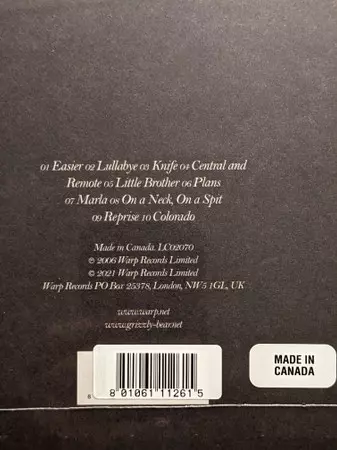 01 Easier 02 Lullabye 03 Knife 04 Central and
Remote 05 Little Brother 06 Plans
07 Marla 08 On a Neck, On a Spit
09 Reprise 10 Colorado
Made in Canada. LC02070
℗ 2006 Warp Records Limited
© 2021 Warp Records Limited
Warp Records PO Box 25378, London, NW5 1GL, UK
www.warp.net
www.grizzly-bear.net
8 01061 11261 5
MADE IN
CANADA